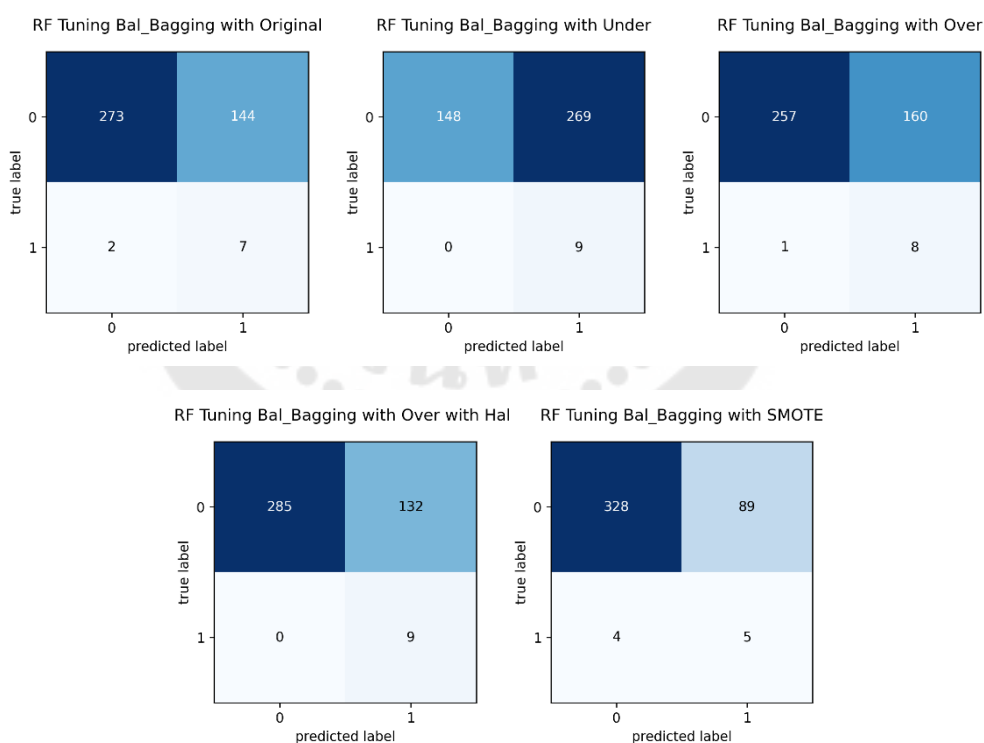 RF Tuning Bal_Bagging with Original
0
273
144
true label
1
2
7
0
1
predicted label
RF Tuning Bal_Bagging with Under
0
148
269
true label
1
0
9
0
1
predicted label
RF Tuning Bal_Bagging with Over
0
257
160
true label
1
1
8
0
1
predicted label
RF Tuning Bal_Bagging with Over with Hal
0
285
132
true label
1
0
9
0
1
predicted label
RF Tuning Bal_Bagging with SMOTE
0
328
89
true label
1
4
5
0
1
predicted label